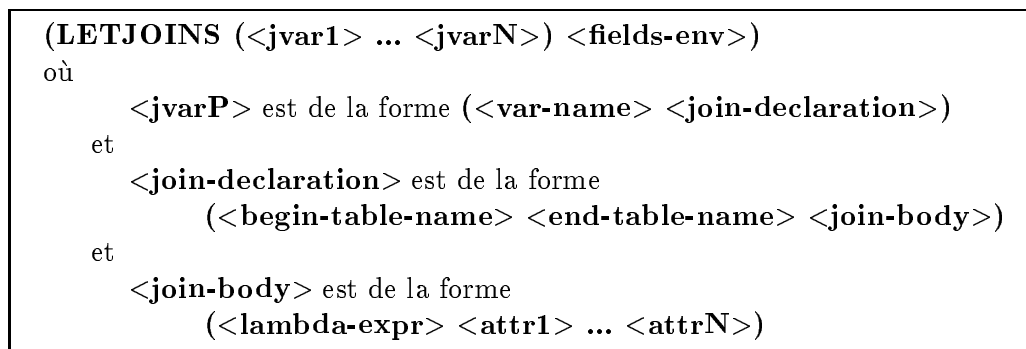 (LETJOINS (<jvar1> ... <jvarN>) <fields-env>)
où
<jvarP> est de la forme (<var-name> <join-declaration>)
et
<join-declaration> est de la forme
(<begin-table-name> <end-table-name> <join-body>)
et
<join-body> est de la forme
(<lambda-expr> <attr1> ... <attrN>)